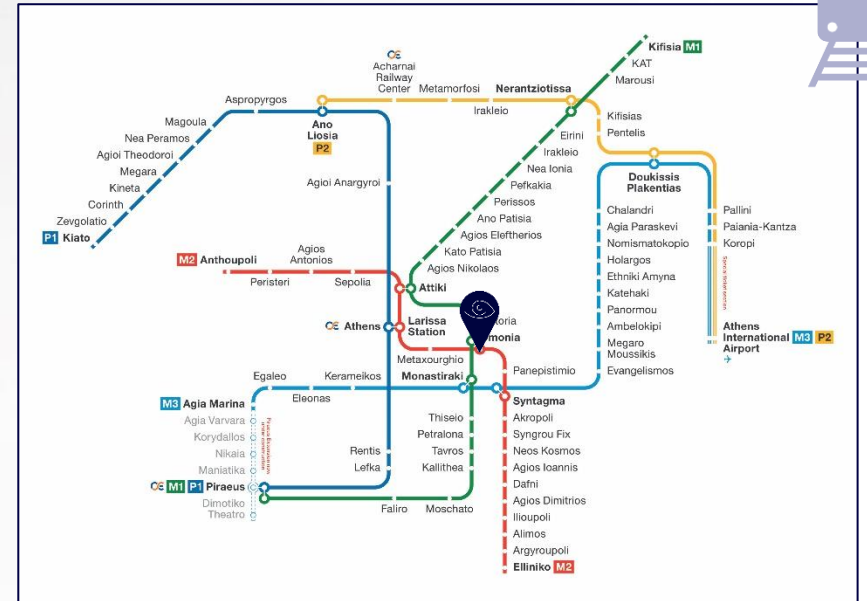 Kifisia M1
KAT
Marousi
Acharnai
Railway
Center
Metamorfosi
Nerantziotissa
Irakleio
Aspropyrgos
Ano
Liosia
P2
Magoula
Nea Peramos
Agioi Theodoroi
Megara
Kineta
Corinth
Zevgolatio
P1 Kiato
Agioi Anargyroi
Kifisias
Pentelis
Doukissis
Plakentias
Eirini
Irakleio
Nea Ionia
Pefkakia
Perissos
Ano Patisia
Agios Eleftherios
Kato Patisia
Agios Nikolaos
Chalandri
Agia Paraskevi
Nomismatokopio
Holargos
Ethniki Amyna
Katehaki
Panormou
Ambelokipi
Megaro
Moussikis
Evangelismos
Pallini
Paiania-Kantza
Koropi
Athens
International
Airport
M3 P2
M2 Anthoupoli
Agios
Antonios
Peristeri
Sepolia
Attiki
Athens
Larissa
Station
Metaxourghio
Monastiraki
Panepistimio
Egaleo
Kerameikos
Eleonas
M3 Agia Marina
Agia Varvara
Korydallos
Nikaia
Maniatika
M1 P1 Piraeus
Dimotiko
Theatro
Thiseio
Petralona
Tavros
Kallithea
Rentis
Lefka
Faliro
Moschato
Syntagma
Akropoli
Syngrou Fix
Neos Kosmos
Agios Ioannis
Dafni
Agios Dimitrios
Ilioupoli
Alimos
Argyroupoli
Elliniko M2